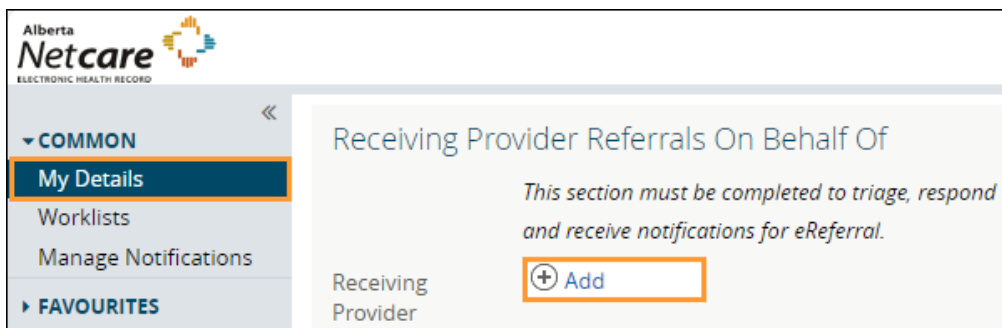 Alberta
Netcare
ELECTRONIC HEALTH RECORD
«
COMMON
My Details
Worklists
Manage Notifications
FAVOURITES
Receiving Provider Referrals On Behalf Of
This section must be completed to triage, respond
and receive notifications for eReferral.
Receiving
Provider
Add